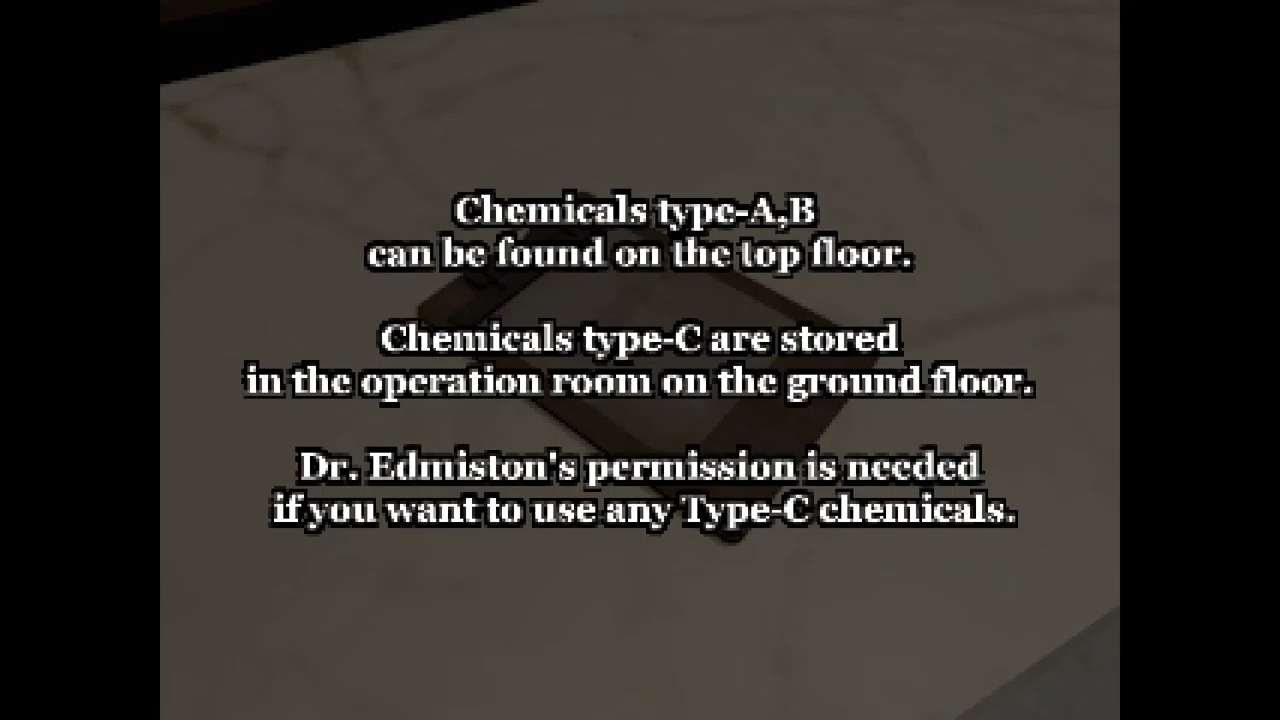 Chemicals type-A,B
can be found on the top floor.
Chemicals type-C are stored
in the operation room on the ground floor.
Dr. Edmiston's permission is needed
if you want to use any Type-C chemicals.